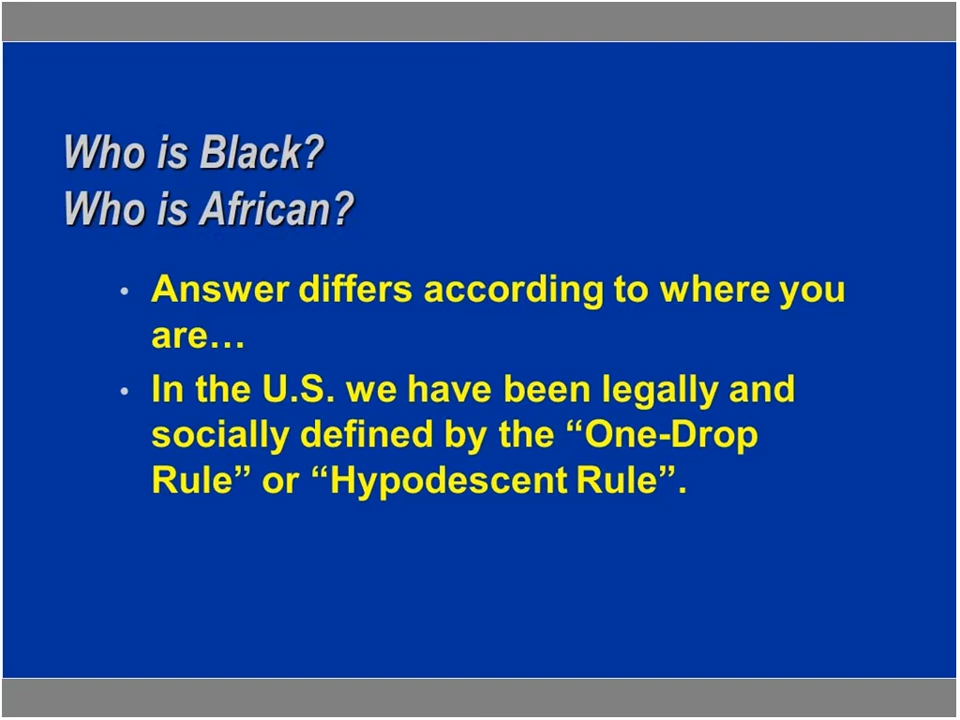 Who is Black?
Who is African?
• Answer differs according to where you
are…
• In the U.S. we have been legally and
socially defined by the “One-Drop
Rule” or “Hypodescent Rule”.